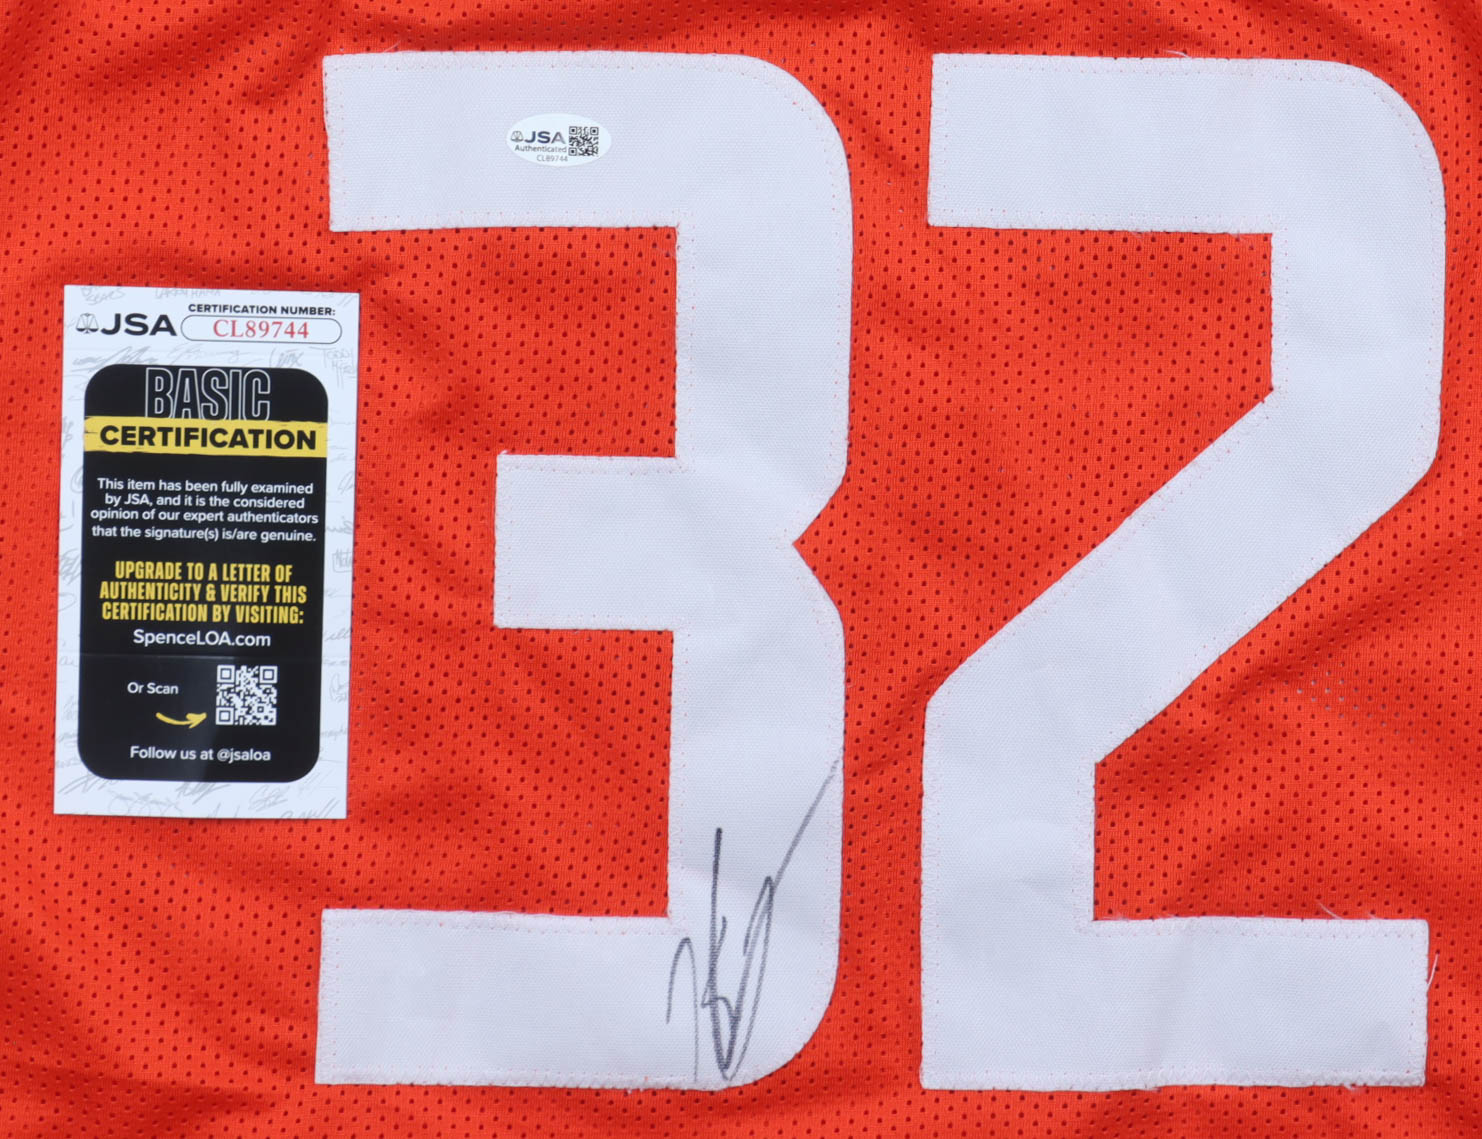 32
JSA
Authenticated
CL89744
CERTIFICATION NUMBER:
JSA CL89744
BASIC
CERTIFICATION
This item has been fully examined
by JSA, and it is the considered
opinion of our expert authenticators
that the signature(s) is/are genuine.
UPGRADE TO A LETTER OF
AUTHENTICITY & VERIFY THIS
CERTIFICATION BY VISITING:
SpenceLOA.com
Or Scan
Follow us at @jsaloa